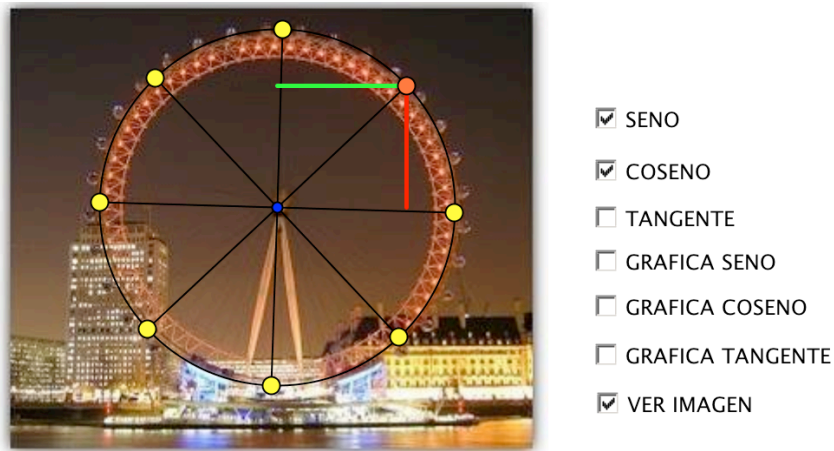 SENO
COSENO
TANGENTE
GRAFICA SENO
GRAFICA COSENO
GRAFICA TANGENTE
VER IMAGEN